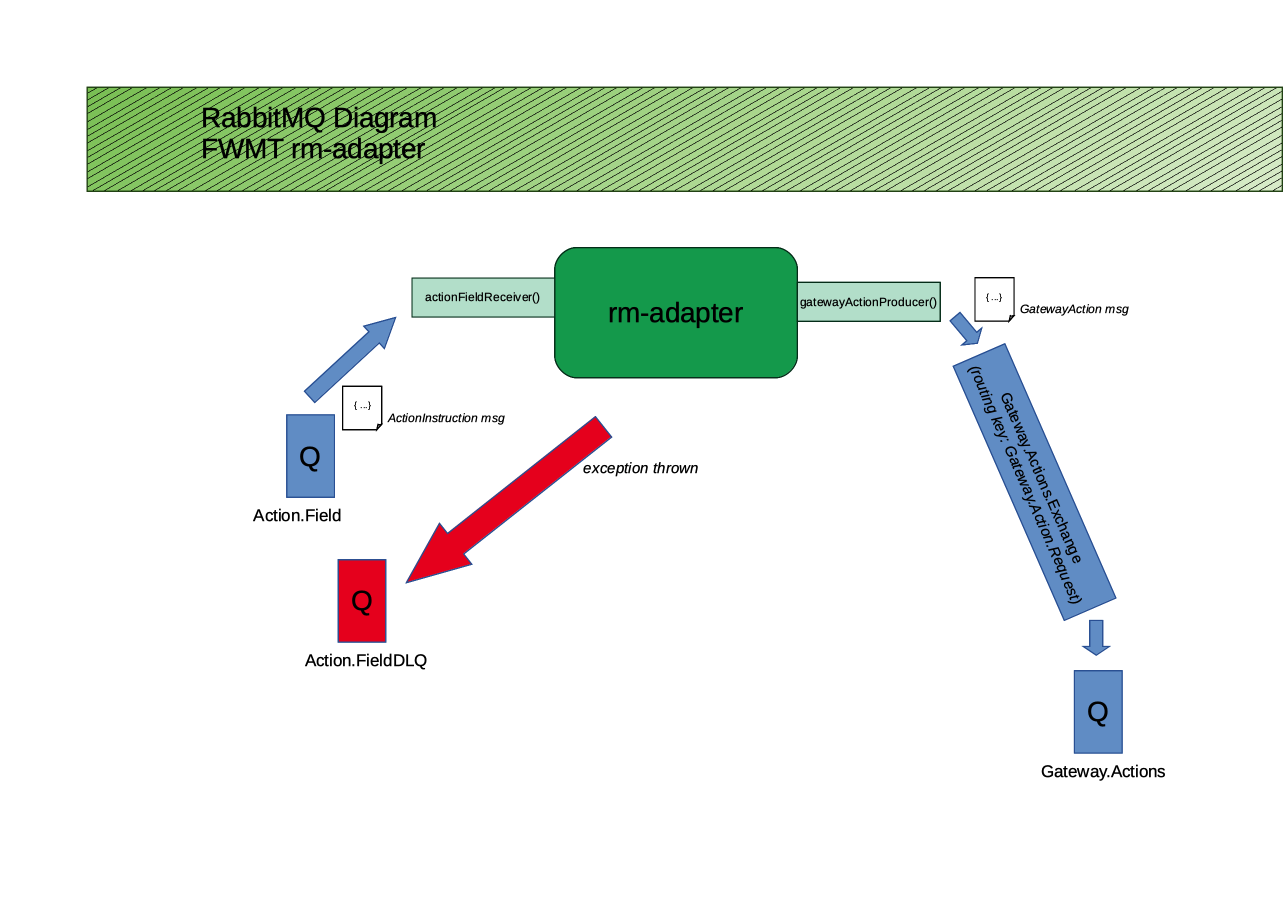 RabbitMQ Diagram
FWMT rm-adapter
actionFieldReceiver()
rm-adapter
gatewayActionProducer()
{ ...}
GatewayAction msg
{ ...}
ActionInstruction msg
Q
Action.Field
exception thrown
Gateway.Actions.Exchange
(routing key: Gateway.Action.Request)
Q
Action.FieldDLQ
Q
Gateway.Actions